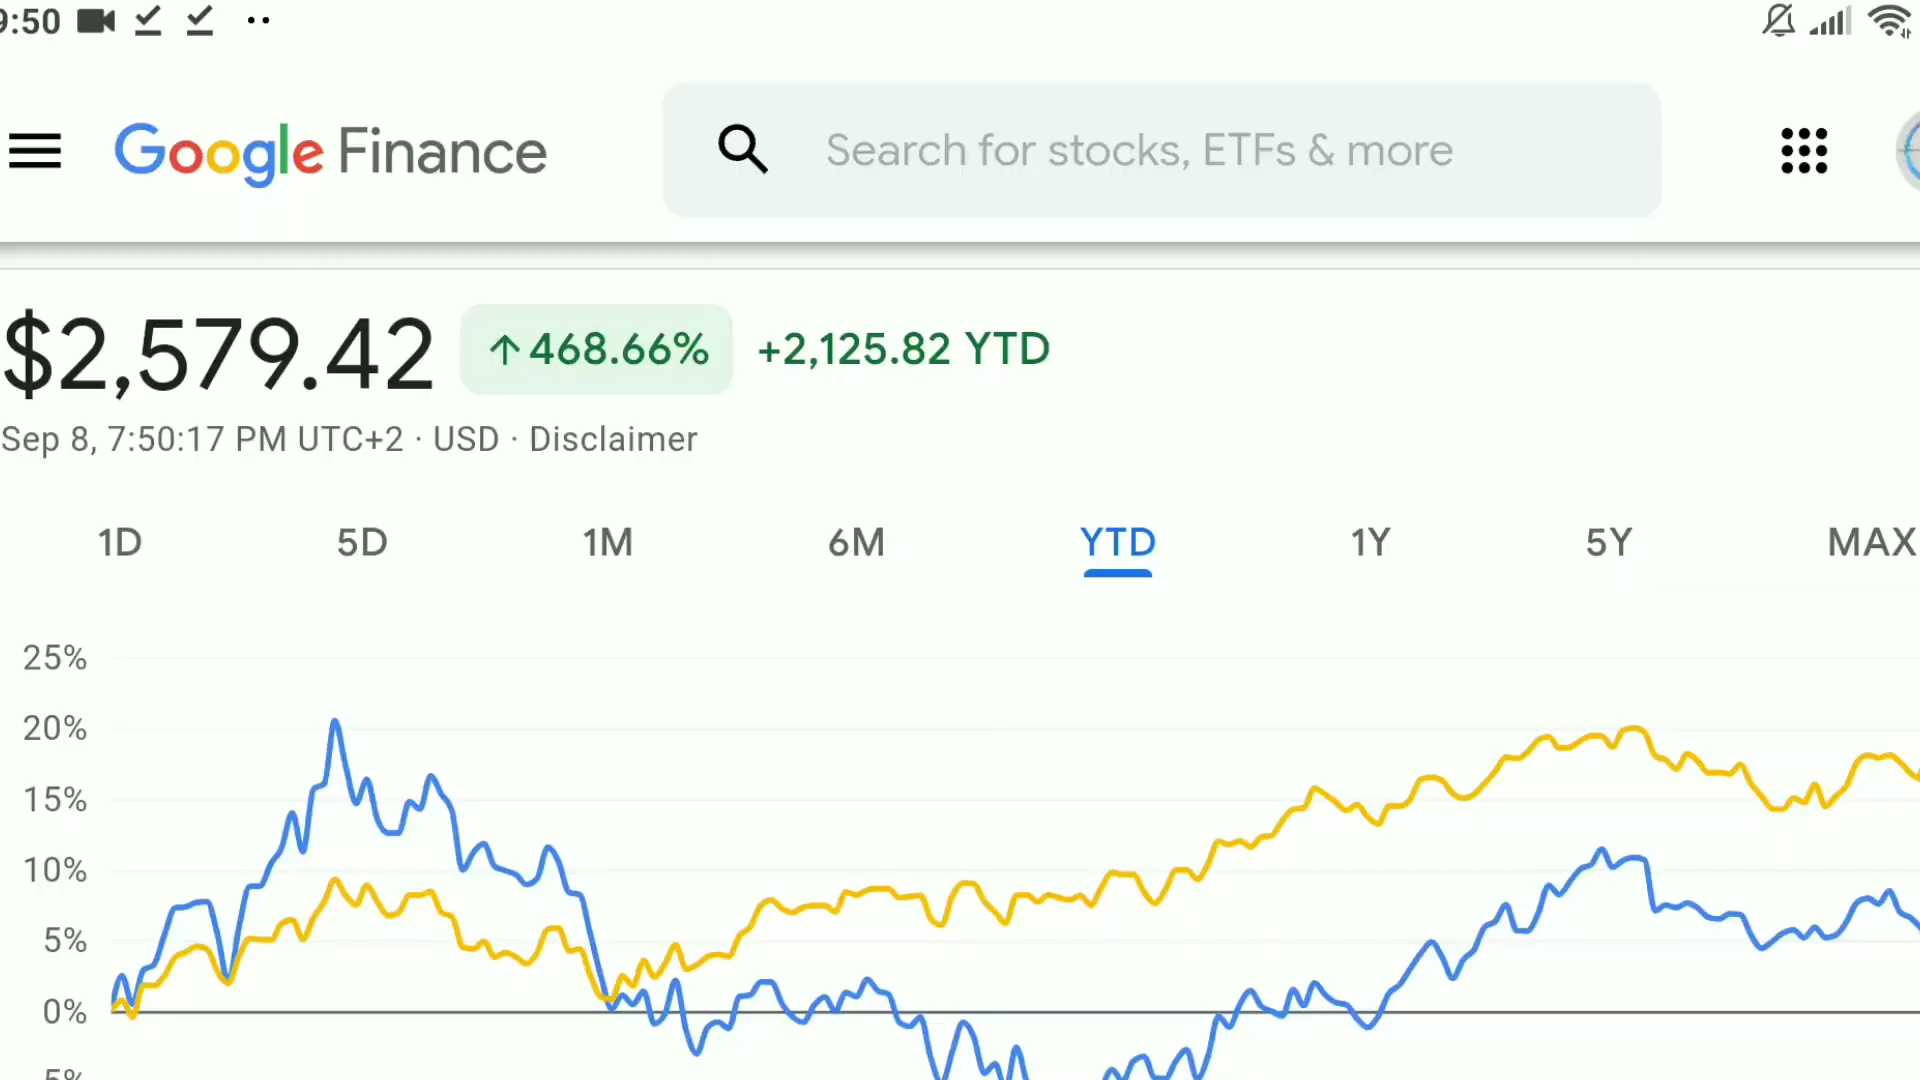 9:50
Google Finance
Search for stocks, ETFs & more
$2,579.42 ↑468.66% +2,125.82 YTD
Sep 8, 7:50:17 PM UTC+2 · USD · Disclaimer
1D 5D 1M 6M YTD 1Y 5Y MAX
25%
20%
15%
10%
5%
0%